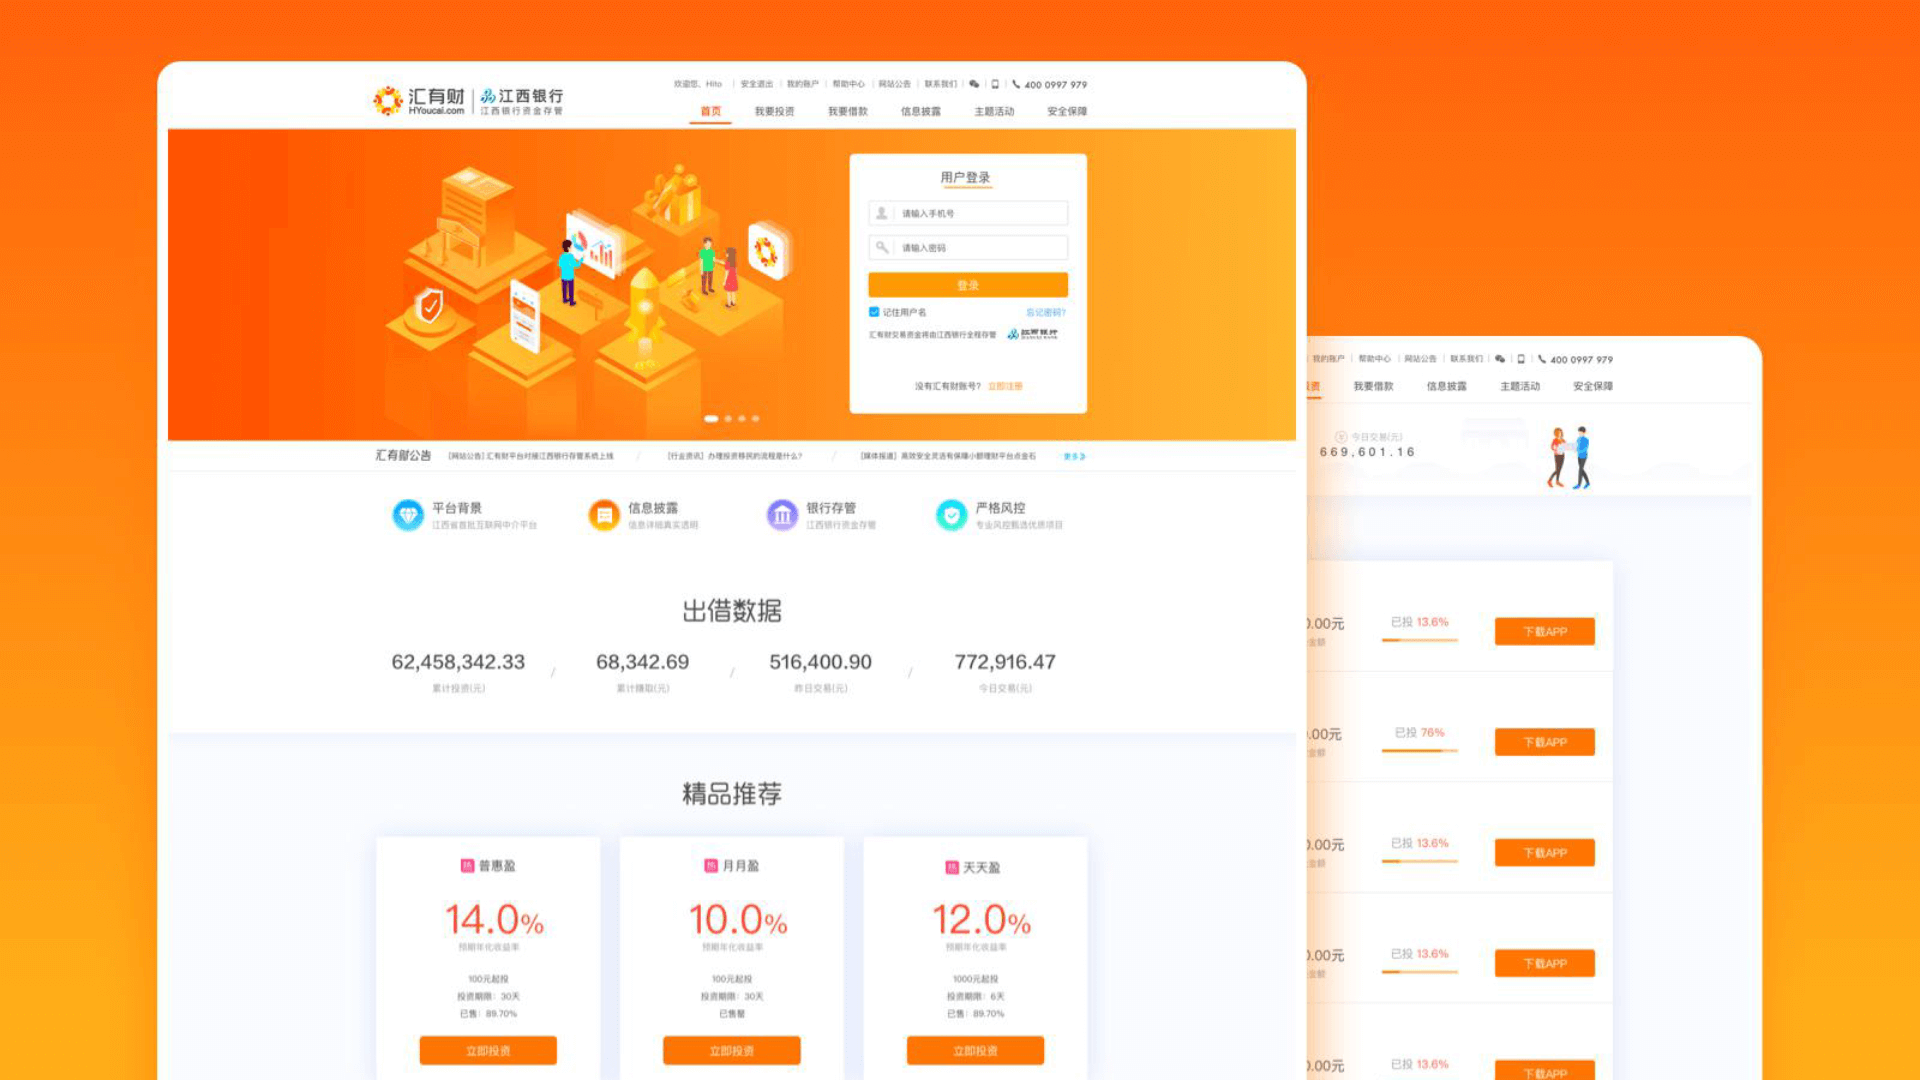 汇有财
HYoucai.com
江西银行
江西银行资金存管
欢迎您、Hito
安全退出
我的账户
帮助中心
网站公告
联系我们
400 0997 979
首页
我要投资
我要借款
信息披露
主题活动
安全保障
用户登录
请输入手机号
请输入密码
登录
记住用户名
忘记密码?
汇有财交易资金将由江西银行全程存管
江西银行
没有汇有财账号? 立即注册
汇有财公告
[网站公告] 汇有财平台对接江西银行存管系统上线
[行业资讯] 办理投资移民的流程是什么?
[媒体报道] 高效安全灵活有保障小额理财平台点金石
更多
平台背景
江西省首批互联网中介平台
信息披露
信息详细真实透明
银行存管
江西银行资金存管
严格风控
专业风控甄选优质项目
出借数据
62,458,342.33
累计投资(元)
68,342.69
累计赚取(元)
516,400.90
昨日交易(元)
772,916.47
今日交易(元)
精品推荐
热 普惠盈
14.0%
预期年化收益率
100元起投
投资期限: 30天
已售: 89.70%
立即投资
热 月月盈
10.0%
预期年化收益率
100元起投
投资期限: 30天
已售罄
立即投资
热 天天盈
12.0%
预期年化收益率
1000元起投
投资期限: 6天
已售: 89.70%
立即投资
我的账户
帮助中心
网站公告
联系我们
400 0997 979
资
我要借款
信息披露
主题活动
安全保障
今日交易(元)
669,601.16
0.00元
金额
已投 13.6%
下载APP
0.00元
金额
已投 76%
下载APP
0.00元
金额
已投 13.6%
下载APP
0.00元
金额
已投 13.6%
下载APP
0.00元
已投 13.6%
下载APP